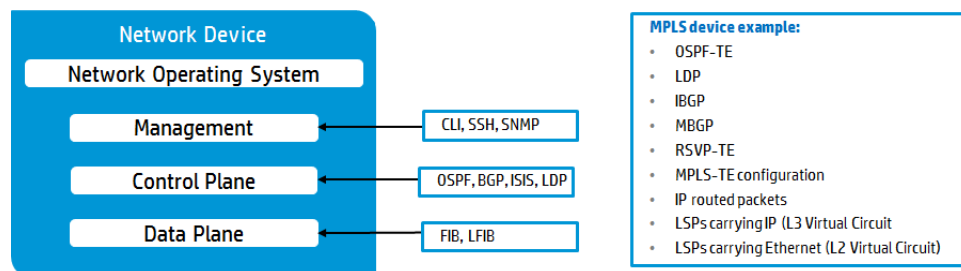 Network Device
Network Operating System
Management
CLI, SSH, SNMP
Control Plane
OSPF, BGP, ISIS, LDP
Data Plane
FIB, LFIB
MPLS device example:
• OSPF-TE
• LDP
• IBGP
• MBGP
• RSVP-TE
• MPLS-TE configuration
• IP routed packets
• LSPs carrying IP (L3 Virtual Circuit
• LSPs carrying Ethernet (L2 Virtual Circuit)